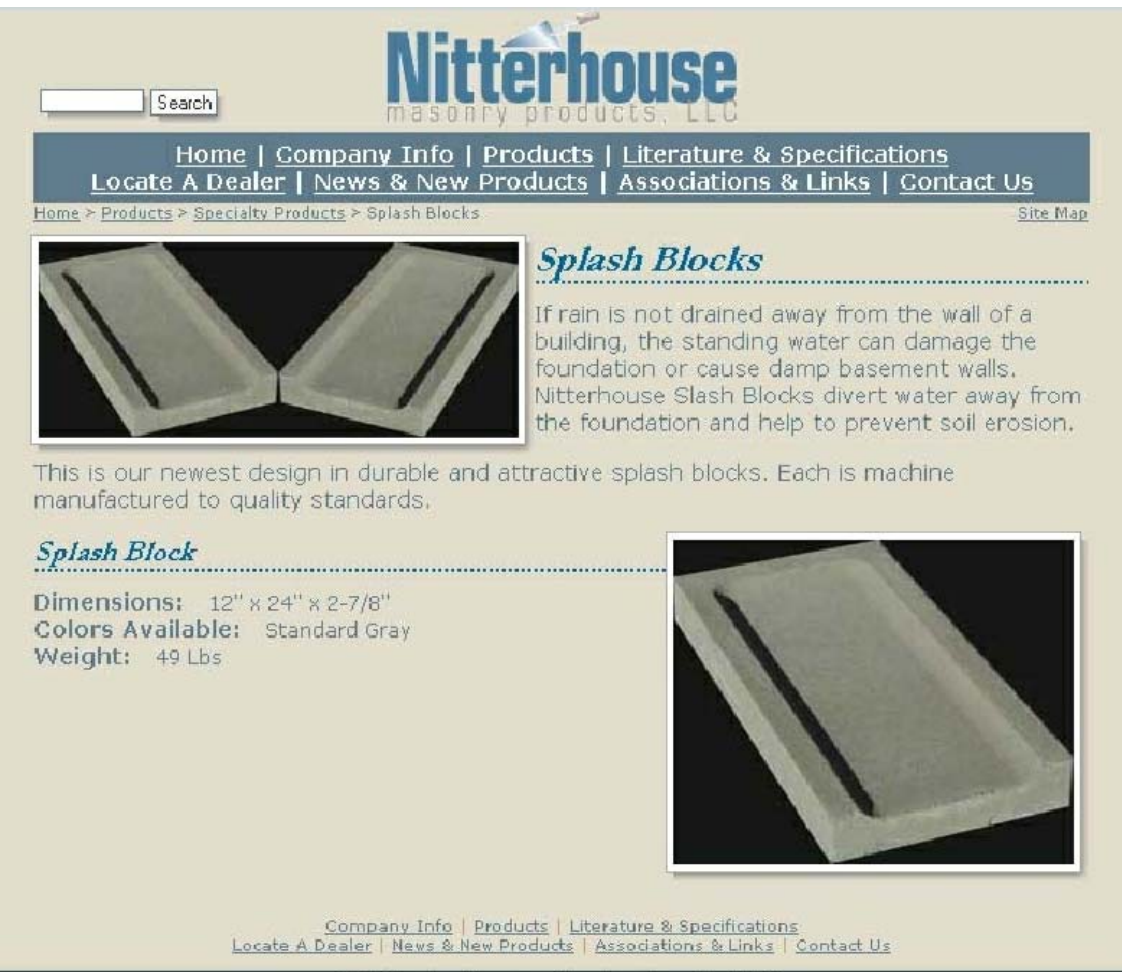 Nitterhouse
masonry products, LLC
Search
Home | Company Info | Products | Literature & Specifications
Locate A Dealer | News & New Products | Associations & Links | Contact Us
Home > Products > Specialty Products > Splash Blocks
Site Map
Splash Blocks
If rain is not drained away from the wall of a
building, the standing water can damage the
foundation or cause damp basement walls.
Nitterhouse Slash Blocks divert water away from
the foundation and help to prevent soil erosion.
This is our newest design in durable and attractive splash blocks. Each is machine
manufactured to quality standards.
Splash Block
Dimensions: 12" x 24" x 2-7/8"
Colors Available: Standard Gray
Weight: 49 Lbs
Company Info | Products | Literature & Specifications
Locate A Dealer | News & New Products | Associations & Links | Contact Us